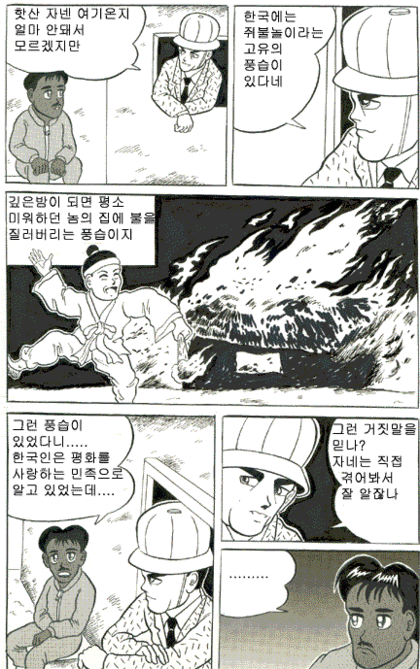 핫산 자넨 여기온지
얼마 안돼서
모르겠지만
한국에는
쥐불놀이라는
고유의
풍습이
있다네
깊은밤이 되면 평소
미워하던 놈의 집에 불을
질러버리는 풍습이지
그런 풍습이
있었다니.....
한국인은 평화를
사랑하는 민족으로
알고 있었는데....
그런 거짓말을
믿나?
자네는 직접
겪어봐서
잘 알잖나
.........